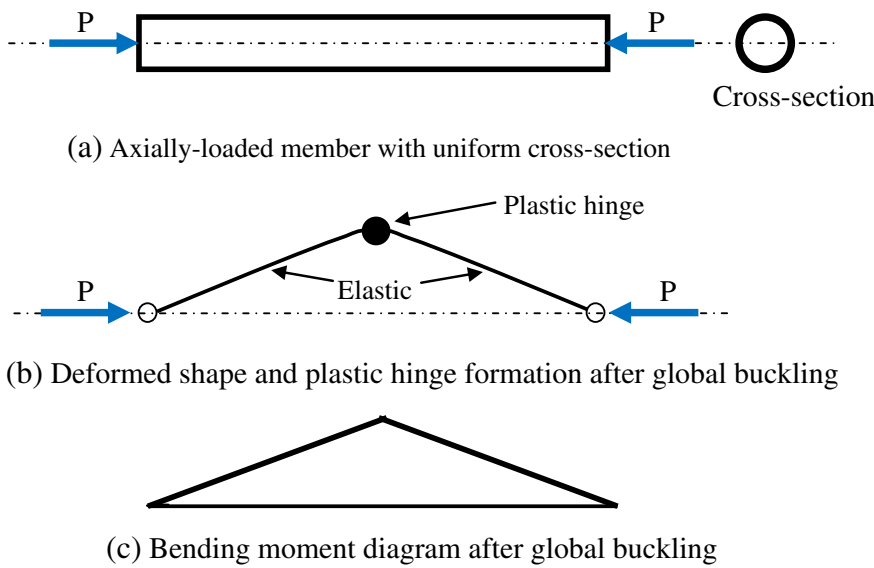 P
P
Cross-section
(a) Axially-loaded member with uniform cross-section
Plastic hinge
P
Elastic
P
(b) Deformed shape and plastic hinge formation after global buckling
(c) Bending moment diagram after global buckling